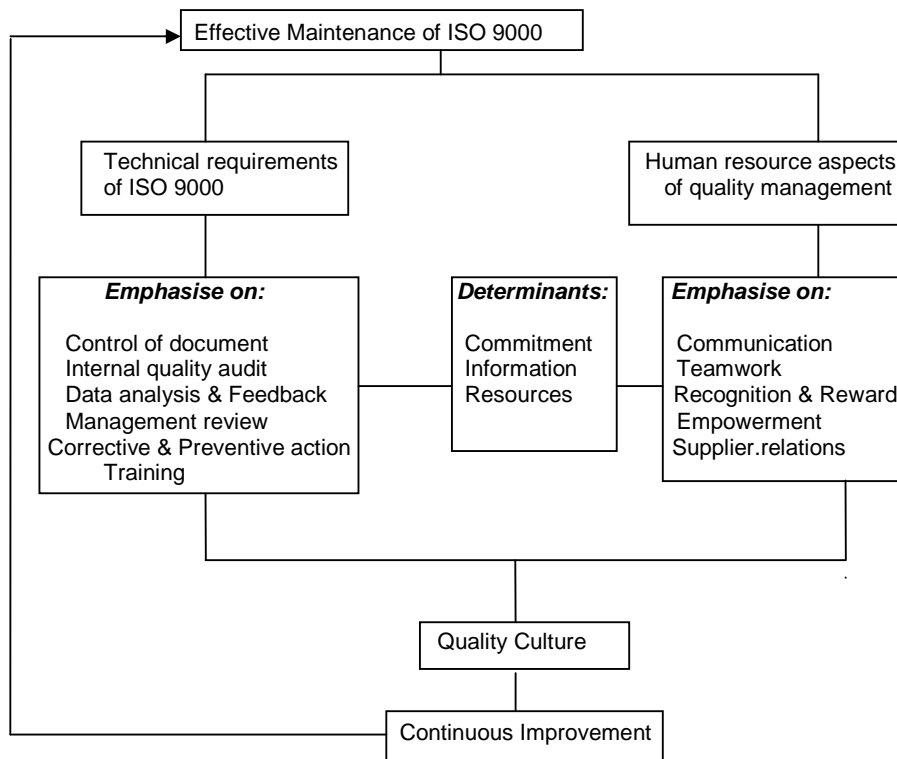 Effective Maintenance of ISO 9000
Technical requirements
of ISO 9000
Human resource aspects
of quality management
Emphasise on:
Control of document
Internal quality audit
Data analysis & Feedback
Management review
Corrective & Preventive action
Training
Determinants:
Commitment
Information
Resources
Emphasise on:
Communication
Teamwork
Recognition & Reward
Empowerment
Supplier.relations
Quality Culture
Continuous Improvement